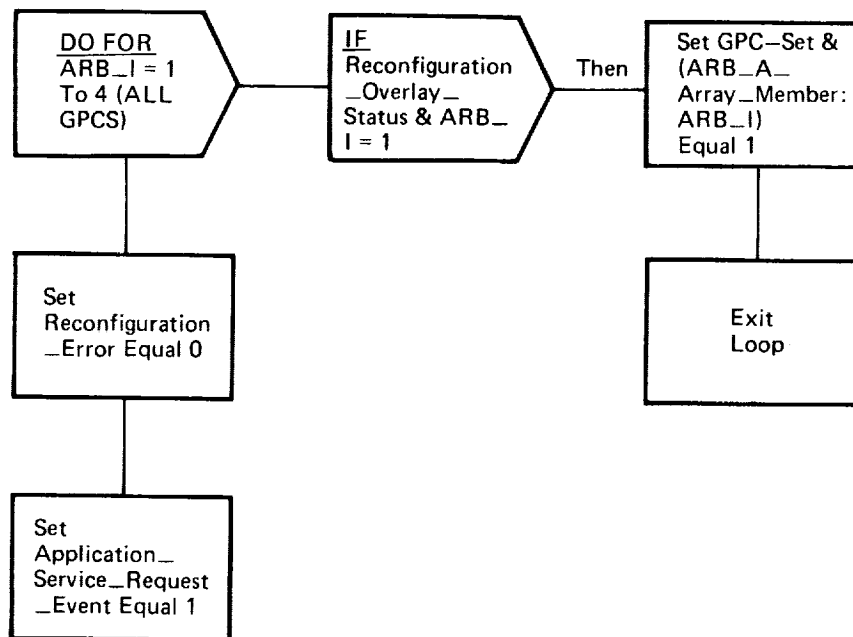 DO FOR
ARB_I = 1
To 4 (ALL
GPCS)
IF
Reconfiguration
_Overlay_
Status & ARB_
I = 1
Then
Set GPC–Set &
(ARB_A_
Array_Member:
ARB_I)
Equal 1
Set
Reconfiguration
_Error Equal 0
Exit
Loop
Set
Application_
Service_Request
_Event Equal 1